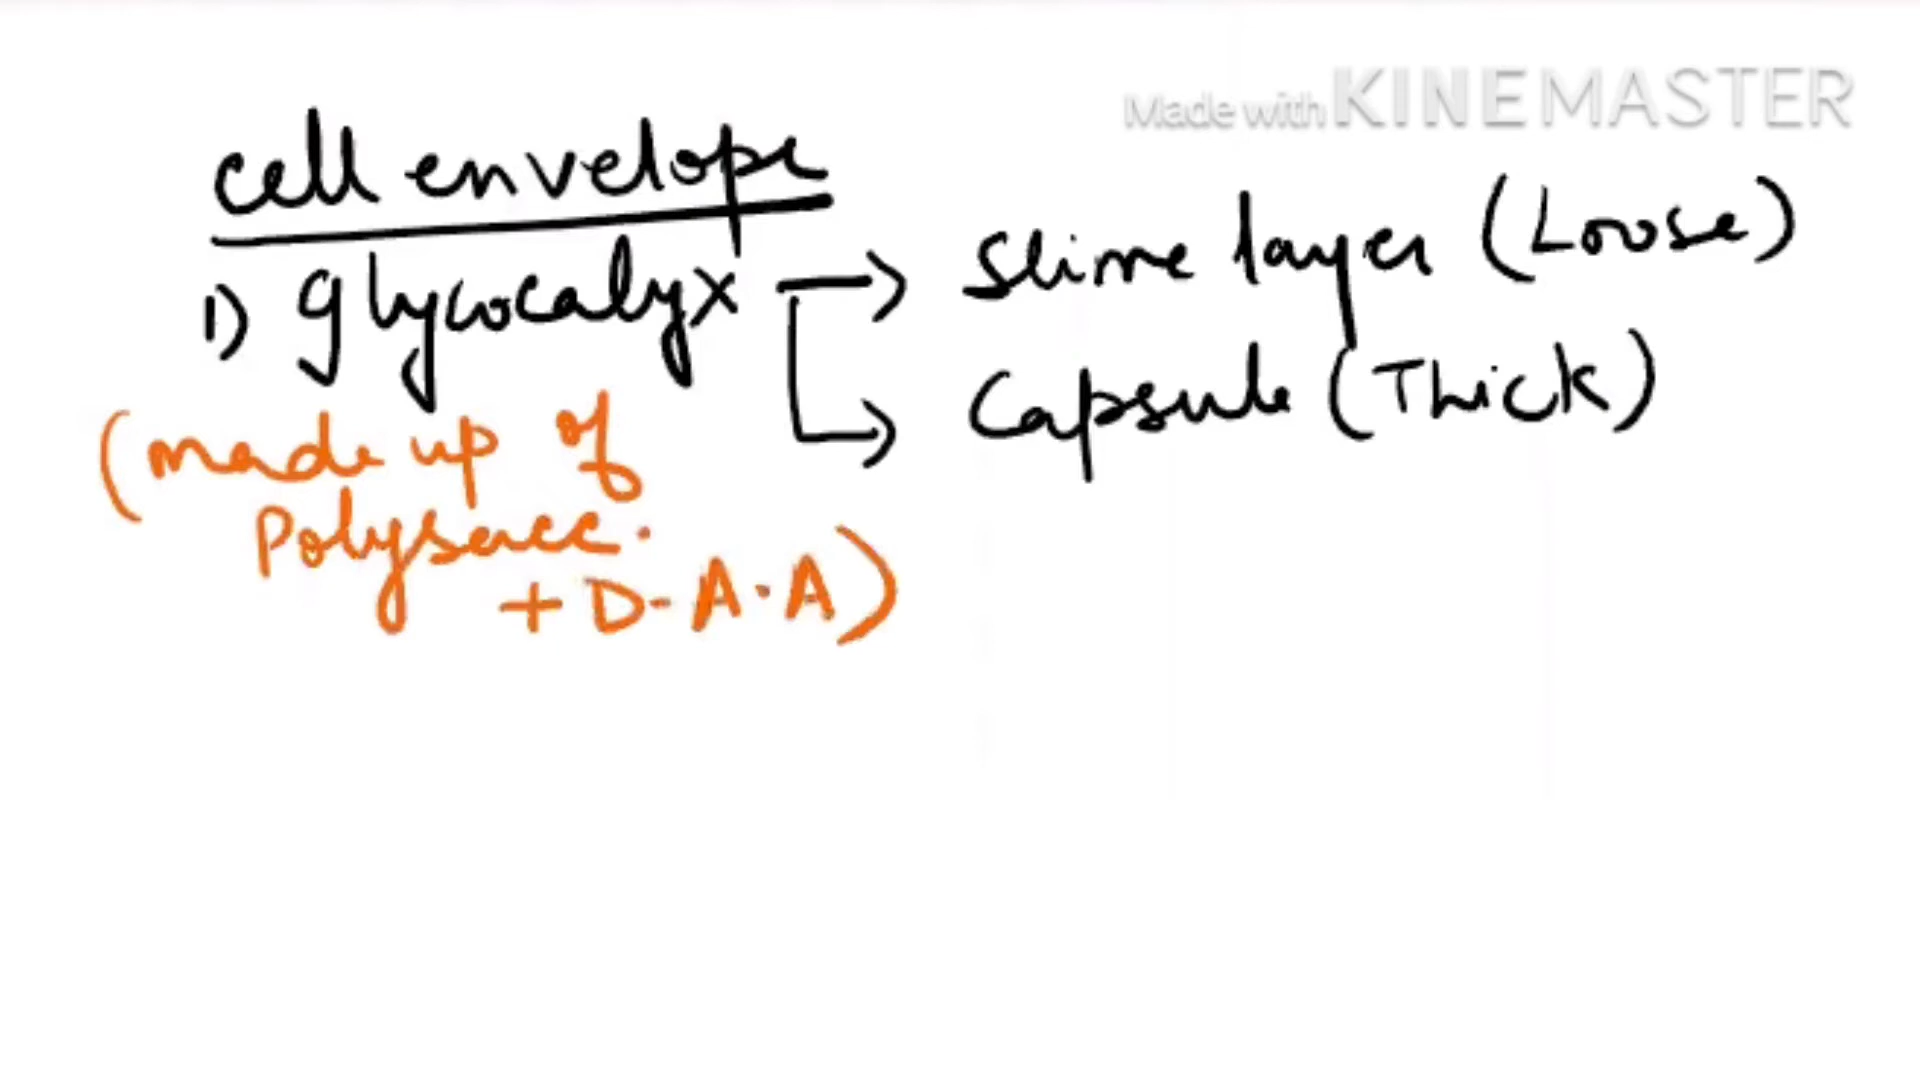 Made with KINEMASTER
cell envelope
1) glycocalyx → Slime layer (Loose)
→ Capsule (Thick)
(made up of
Polysacc.
+ D-A.A)